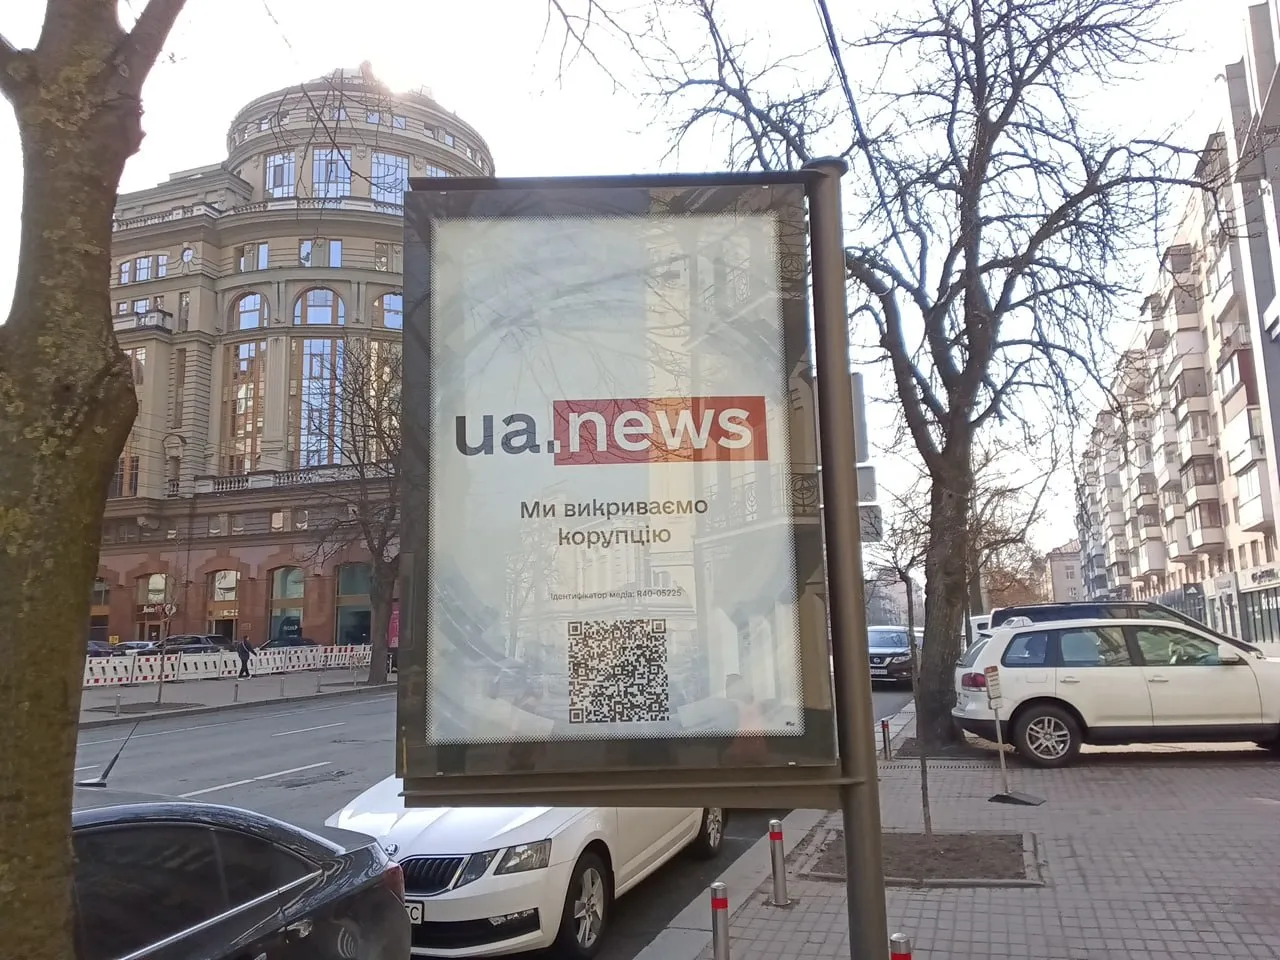 ua.news
Ми викриваємо
корупцію
Ідентифікатор медіа: R40-05225